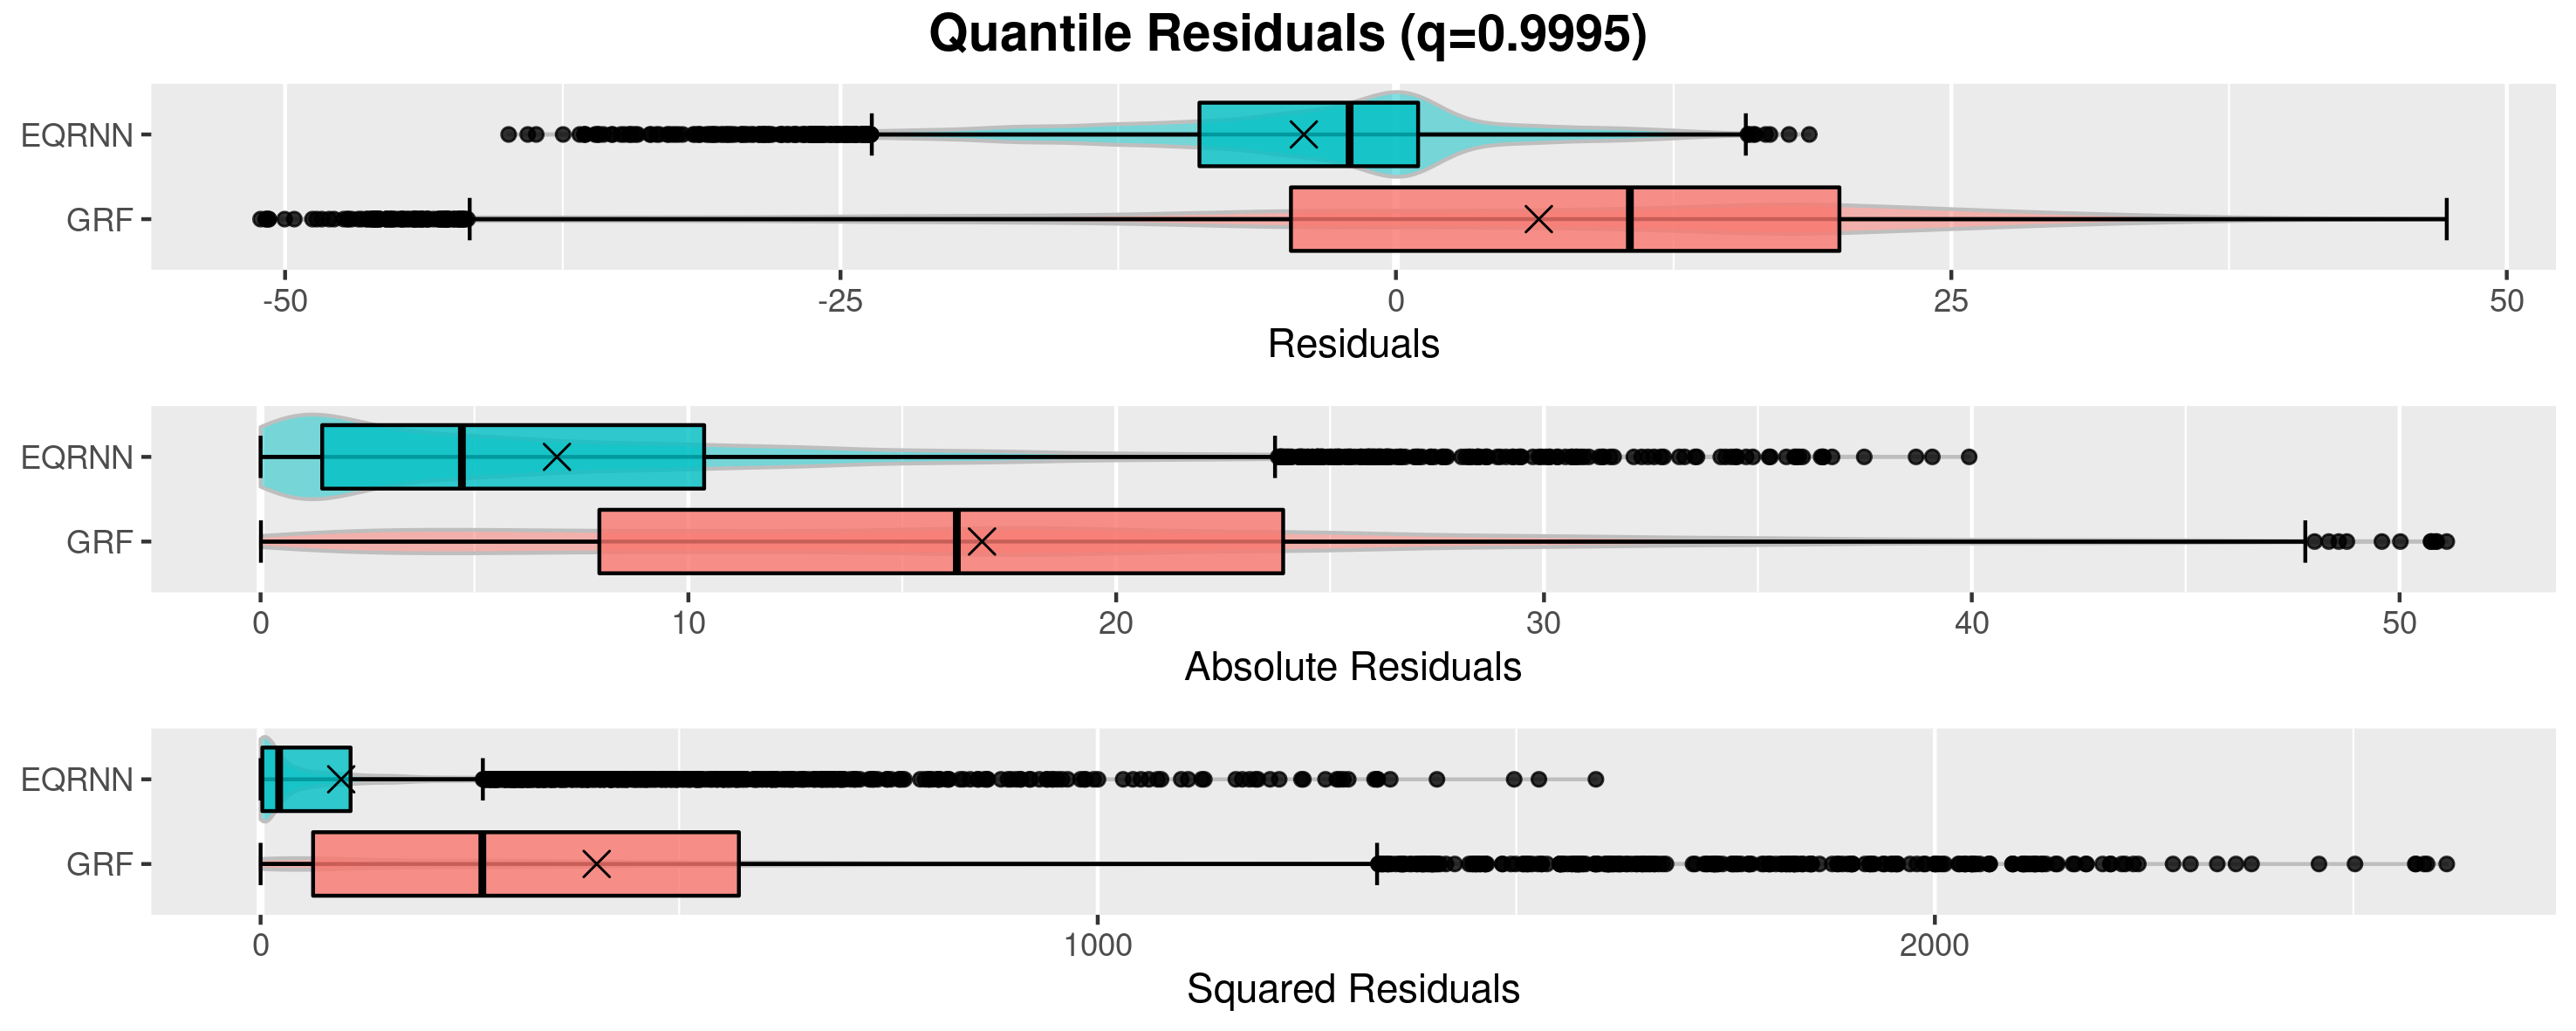 Quantile Residuals (q=0.9995)
EQRNN
GRF
-50 -25 0 25 50
Residuals
EQRNN
GRF
0 10 20 30 40 50
Absolute Residuals
EQRNN
GRF
0 1000 2000
Squared Residuals